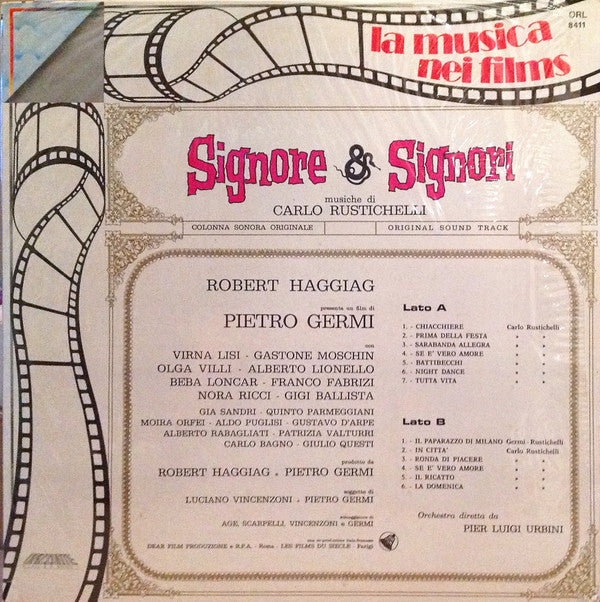 ORL
8411
la musica
nei films
Signore & Signori
musiche di
CARLO RUSTICHELLI
COLONNA SONORA ORIGINALE
ORIGINAL SOUND TRACK
ROBERT HAGGIAG
presenta un film di
PIETRO GERMI
con
VIRNA LISI - GASTONE MOSCHIN
OLGA VILLI - ALBERTO LIONELLO
BEBA LONCAR - FRANCO FABRIZI
NORA RICCI - GIGI BALLISTA
GIA SANDRI - QUINTO PARMEGGIANI
MOIRA ORFEI - ALDO PUGLISI - GUSTAVO D'ARPE
ALBERTO RABAGLIATI - PATRIZIA VALTURRI
CARLO BAGNO - GIULIO QUESTI
prodotto da
ROBERT HAGGIAG e PIETRO GERMI
soggetto di
LUCIANO VINCENZONI e PIETRO GERMI
sceneggiatura di
AGE, SCARPELLI, VINCENZONI e GERMI
una co-produzione italo-francese
DEAR FILM PRODUZIONE e R.P.A. - Roma - LES FILMS DU SIECLE - Parigi
Lato A
1. - CHIACCHIERE Carlo Rustichelli
2. - PRIMA DELLA FESTA " "
3. - SARABANDA ALLEGRA " "
4. - SE E' VERO AMORE " "
5. - BATTIBECCHI " "
6. - NIGHT DANCE " "
7. - TUTTA VITA " "
Lato B
1. - IL PAPARAZZO DI MILANO Germi - Rustichelli
2. - IN CITTA' Carlo Rustichelli
3. - RONDA DI PIACERE " "
4. - SE E' VERO AMORE " "
5. - IL RICATTO " "
6. - LA DOMENICA " "
Orchestra diretta da
PIER LUIGI URBINI